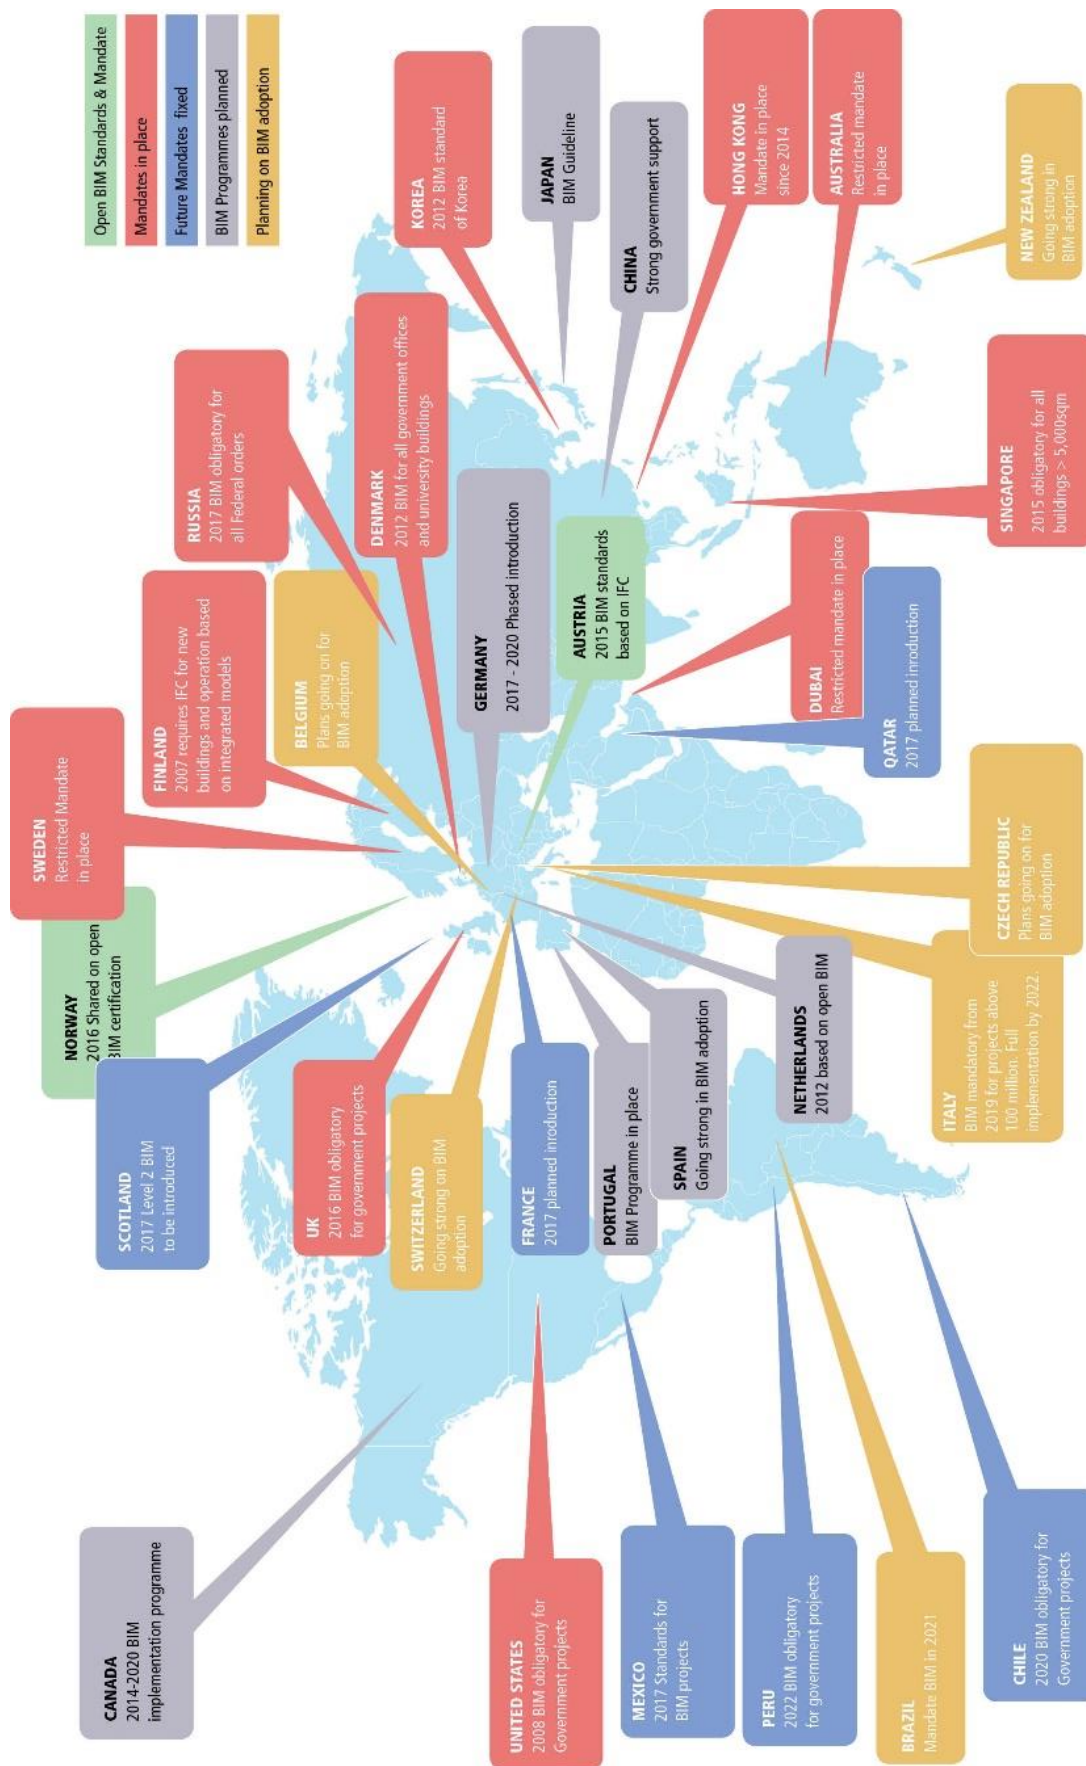 Open BIM Standards & Mandate
Mandates in place
Future Mandates fixed
BIM Programmes planned
Planning on BIM adoption
CANADA
2014-2020 BIM
implementation programme
UNITED STATES
2008 BIM obligatory for
Government projects
MEXICO
2017 Standards for
BIM projects
PERU
2022 BIM obligatory
for government projects
BRAZIL
Mandate BIM in 2021
CHILE
2020 BIM obligatory for
Government projects
NORWAY
2016 Shared on open
BIM certification
SCOTLAND
2017 Level 2 BIM
to be introduced
UK
2016 BIM obligatory
for government projects
SWITZERLAND
Going strong on BIM
adoption
FRANCE
2017 planned inroduction
PORTUGAL
BIM Programme in place
SPAIN
Going strong in BIM adoption
NETHERLANDS
2012 based on open BIM
ITALY
BIM mandatory from
2019 for projects above
100 million. Full
implementation by 2022.
CZECH REPUBLIC
Plans going on for
BIM adoption
SWEDEN
Restricted Mandate
in place
FINLAND
2007 requires IFC for new
buildings and operation based
on integrated models
BELGIUM
Plans going on for
BIM adoption
RUSSIA
2017 BIM obligatory for
all Federal orders
DENMARK
2012 BIM for all government offices
and university buildings
GERMANY
2017 - 2020 Phased introduction
AUSTRIA
2015 BIM standards
based on IFC
DUBAI
Restricted mandate in place
QATAR
2017 planned inroduction
KOREA
2012 BIM standard
of Korea
JAPAN
BIM Guideline
CHINA
Strong government support
HONG KONG
Mandate in place
since 2014
AUSTRALIA
Restricted mandate
in place
SINGAPORE
2015 obligatory for all
buildings > 5,000sqm
NEW ZEALAND
Going strong in
BIM adoption